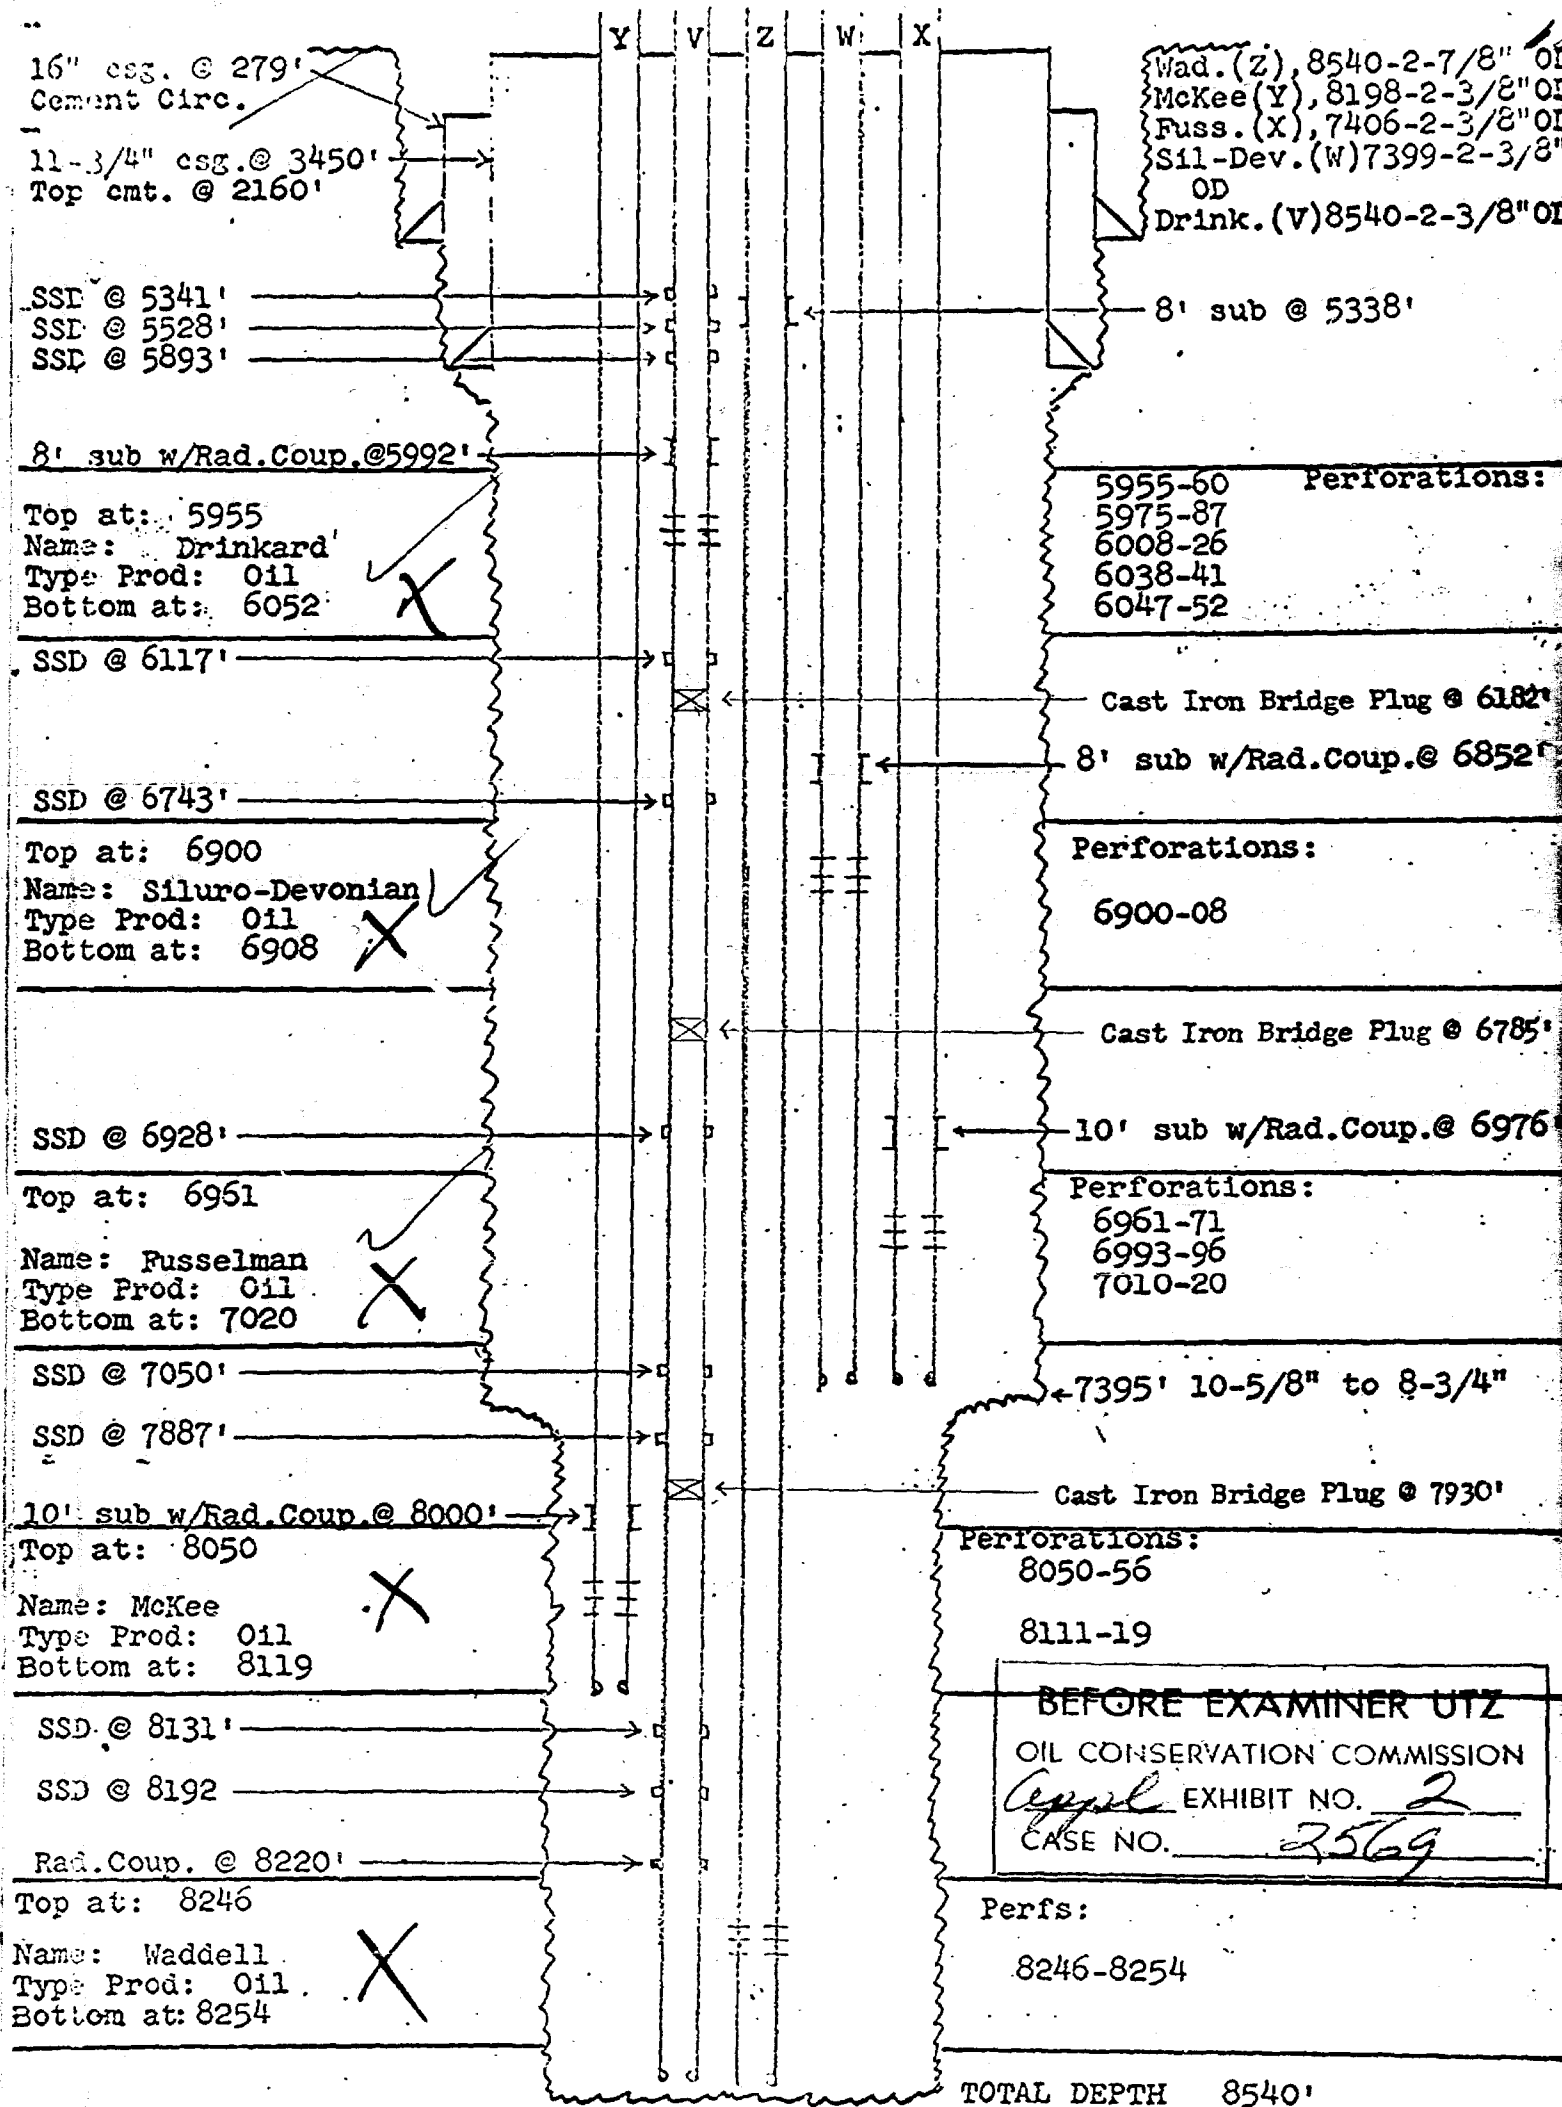 Y V Z W X
16" csg. @ 279'
Cement Circ.
11-3/4" csg.@ 3450'
Top cmt. @ 2160'
Wad.(Z),8540-2-7/8" OD
McKee(Y),8198-2-3/8"OD
Fuss.(X),7406-2-3/8"OD
Sil-Dev.(W)7399-2-3/8"
OD
Drink.(V)8540-2-3/8"OD
SSD @ 5341'
SSD @ 5528'
SSD @ 5893'
8' sub @ 5338'
8' sub w/Rad.Coup.@5992'
Top at: 5955
Name: Drinkard
Type Prod: Oil
Bottom at: 6052
Perforations:
5955-60
5975-87
6008-26
6038-41
6047-52
SSD @ 6117'
Cast Iron Bridge Plug @ 6182'
8' sub w/Rad.Coup.@ 6852'
SSD @ 6743'
Top at: 6900
Name: Siluro-Devonian
Type Prod: Oil
Bottom at: 6908
Perforations:
6900-08
Cast Iron Bridge Plug @ 6785'
SSD @ 6928'
10' sub w/Rad.Coup.@ 6976'
Top at: 6961
Name: Fusselman
Type Prod: Oil
Bottom at: 7020
Perforations:
6961-71
6993-96
7010-20
SSD @ 7050'
←7395' 10-5/8" to 8-3/4"
SSD @ 7887'
Cast Iron Bridge Plug @ 7930'
10' sub w/Rad.Coup.@ 8000'
Top at: 8050
Name: McKee
Type Prod: Oil
Bottom at: 8119
Perforations:
8050-56
8111-19
SSD @ 8131'
SSD @ 8192
Rad.Coup. @ 8220'
BEFORE EXAMINER UTZ
OIL CONSERVATION COMMISSION
Appl EXHIBIT NO. 2
CASE NO. 2569
Top at: 8246
Name: Waddell
Type Prod: Oil
Bottom at: 8254
Perfs:
8246-8254
TOTAL DEPTH 8540'